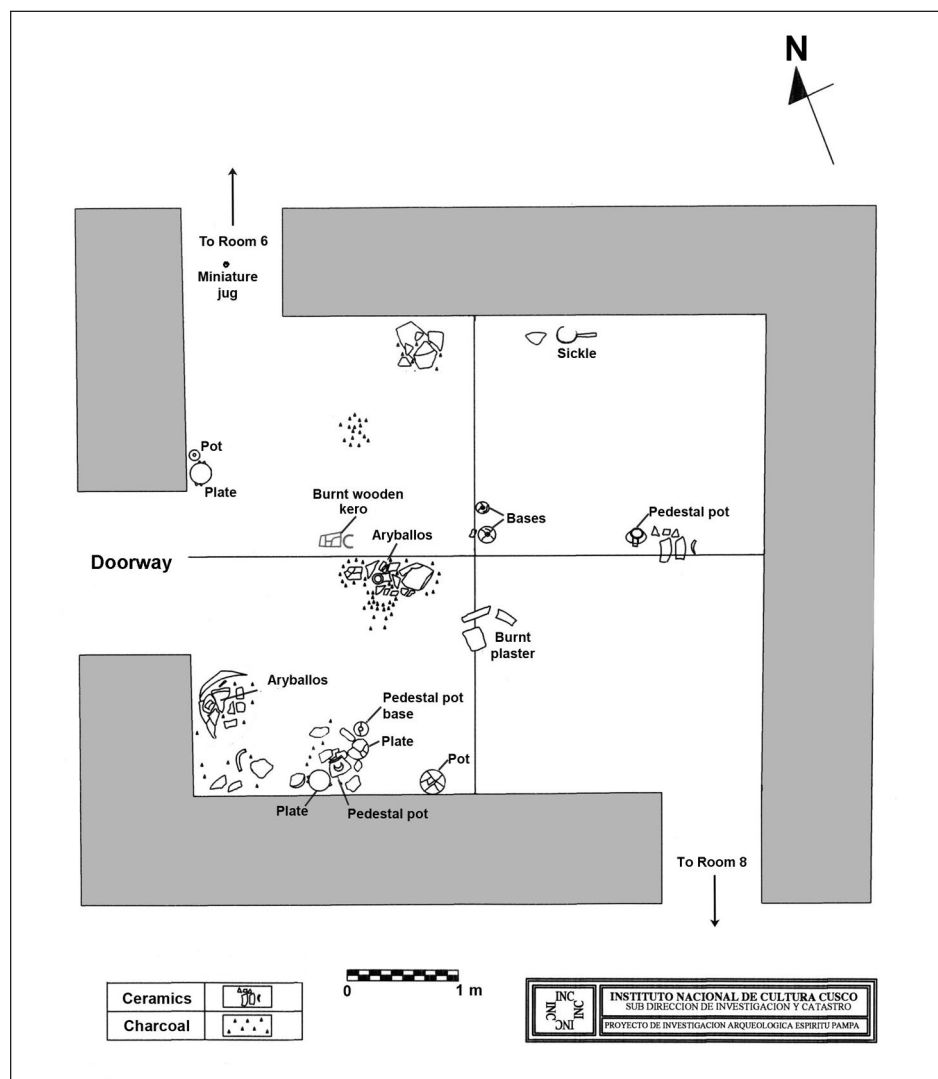 N
To Room 6
Miniature
jug
Sickle
Pot
Plate
Burnt wooden
kero
Bases
Pedestal pot
Aryballos
Doorway
Burnt
plaster
Aryballos
Pedestal pot
base
Plate
Pot
Plate
Pedestal pot
To Room 8
Ceramics
Charcoal
0 1 m
INC
INC
INC
INC
INSTITUTO NACIONAL DE CULTURA CUSCO
SUB DIRECCION DE INVESTIGACION Y CATASTRO
PROYECTO DE INVESTIGACION ARQUEOLOGICA ESPIRITU PAMPA